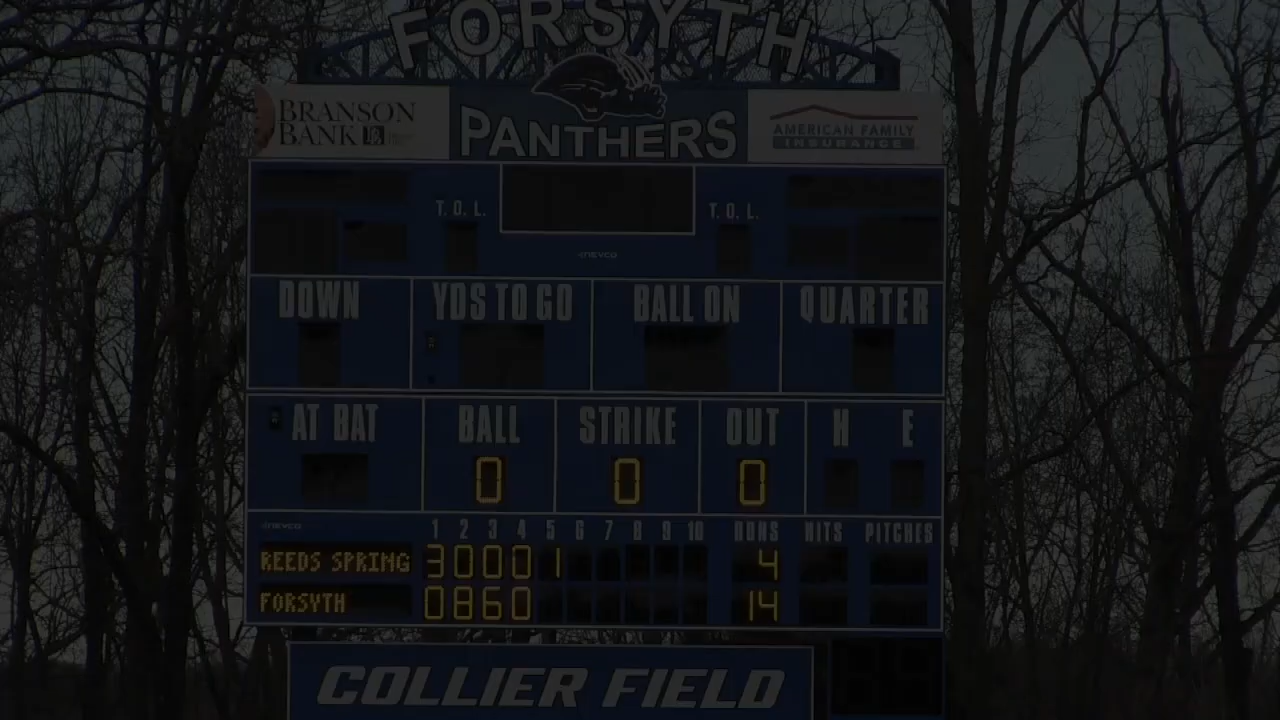 FORSYTH
BRANSON
BANK
PANTHERS
AMERICAN FAMILY
INSURANCE
T.O.L.
T.O.L.
NEVCO
DOWN YDS TO GO BALL ON QUARTER
AT BAT BALL STRIKE OUT H E
0 0 0
NEVCO
1 2 3 4 5 6 7 8 9 10 RUNS HITS PITCHES
REEDS SPRING 3 0 0 0 1 4
FORSYTH 0 8 6 0 14
COLLIER FIELD